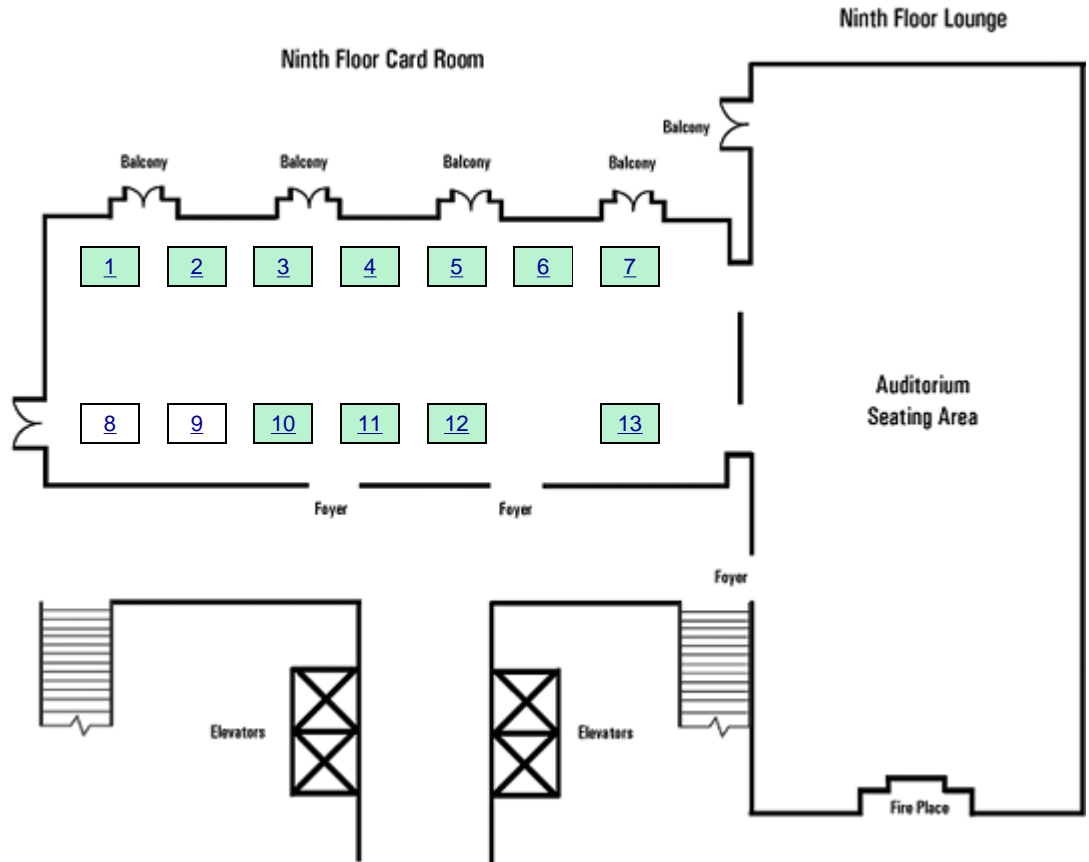 Ninth Floor Lounge
Ninth Floor Card Room
Balcony
Balcony
Balcony
Balcony
Balcony
1
2
3
4
5
6
7
Auditorium
Seating Area
8
9
10
11
12
13
Foyer
Foyer
Foyer
Elevators
Elevators
Fire Place